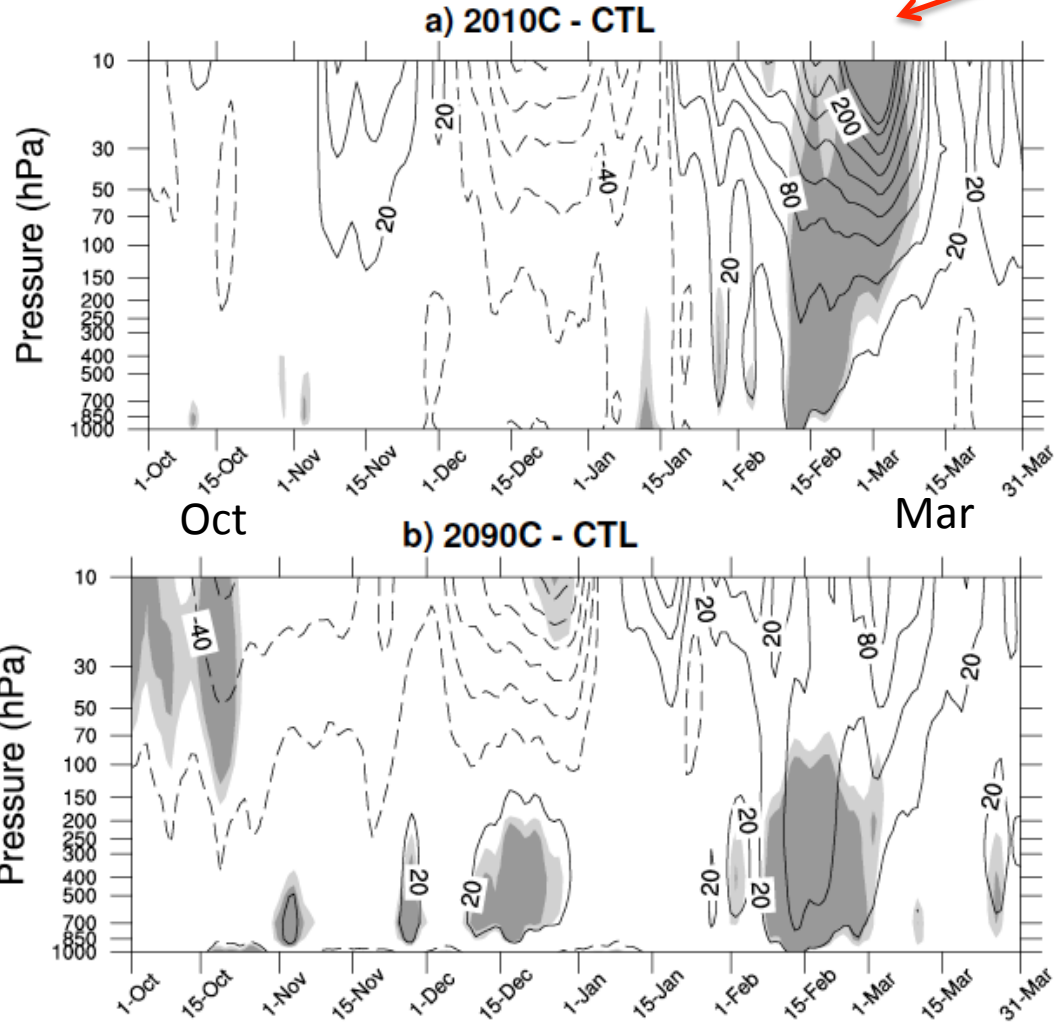 a) 2010C - CTL
Pressure (hPa)
10
30
50
70
100
150
200
250
300
400
500
700
850
1000
20
20
-40
20
80
200
20
20
1-Oct
15-Oct
1-Nov
15-Nov
1-Dec
15-Dec
1-Jan
15-Jan
1-Feb
15-Feb
1-Mar
15-Mar
31-Mar
Oct
Mar
b) 2090C - CTL
Pressure (hPa)
10
30
50
70
100
150
200
250
300
400
500
700
850
1000
-40
20
20
80
20
20
20
20
20
20
20
1-Oct
15-Oct
1-Nov
15-Nov
1-Dec
15-Dec
1-Jan
15-Jan
1-Feb
15-Feb
1-Mar
15-Mar
31-Mar